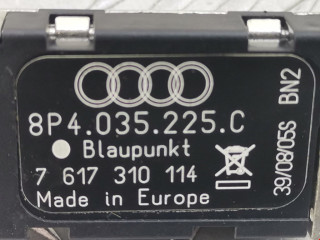 8P4.035.225.C
Blaupunkt
7 617 310 114
Made in Europe
39/08/05S BN2